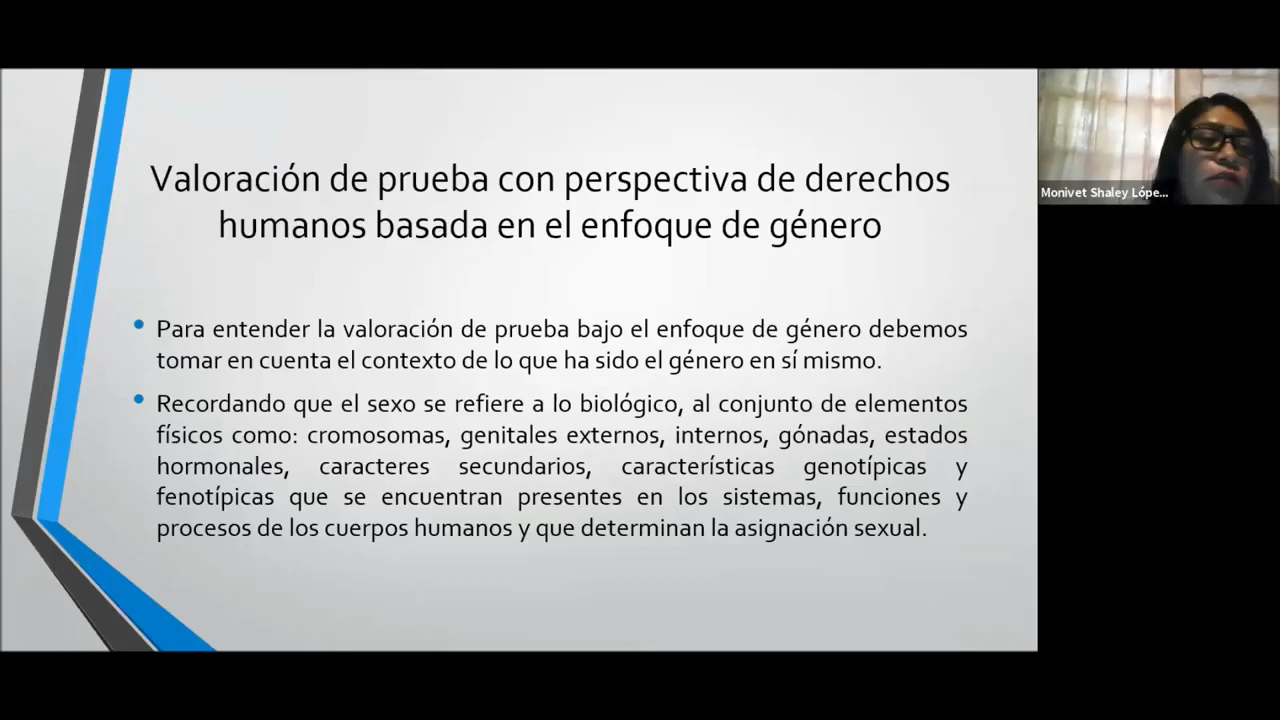 Valoración de prueba con perspectiva de derechos
humanos basada en el enfoque de género
• Para entender la valoración de prueba bajo el enfoque de género debemos
tomar en cuenta el contexto de lo que ha sido el género en sí mismo.
• Recordando que el sexo se refiere a lo biológico, al conjunto de elementos
físicos como: cromosomas, genitales externos, internos, gónadas, estados
hormonales, caracteres secundarios, características genotípicas y
fenotípicas que se encuentran presentes en los sistemas, funciones y
procesos de los cuerpos humanos y que determinan la asignación sexual.
Monivet Shaley Lópe...